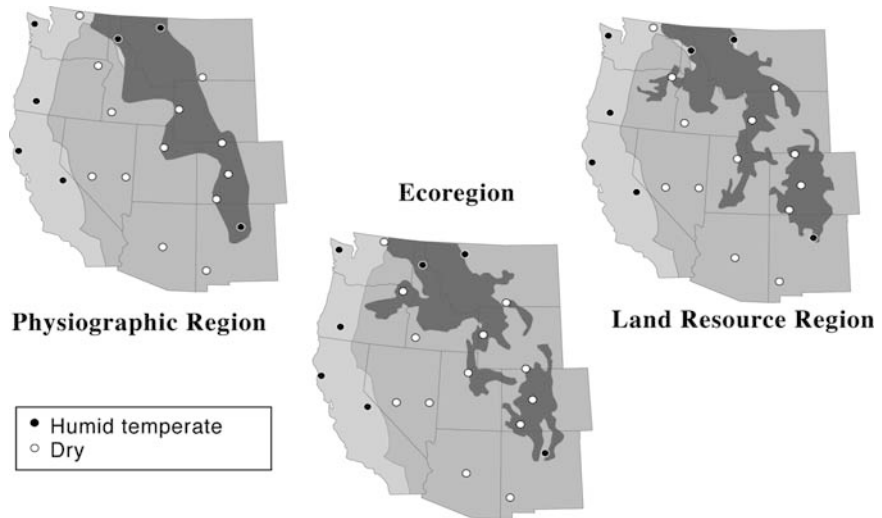 Ecoregion
Physiographic Region
Land Resource Region
Humid temperate
Dry